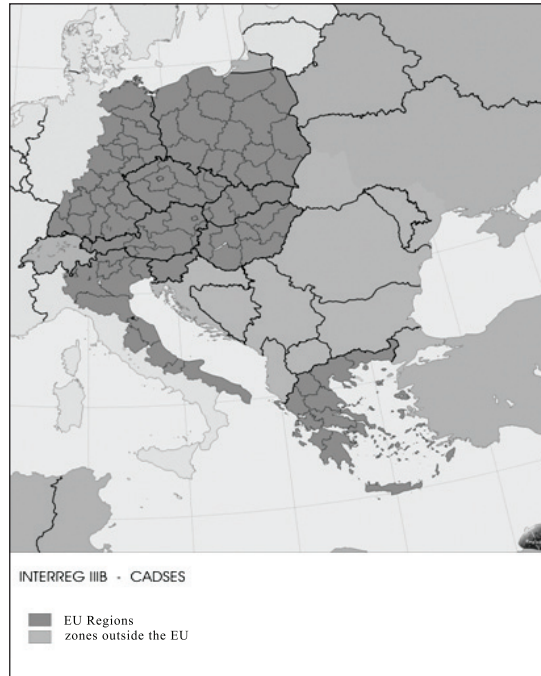 INTERREG IIIB - CADSES
EU Regions
zones outside the EU